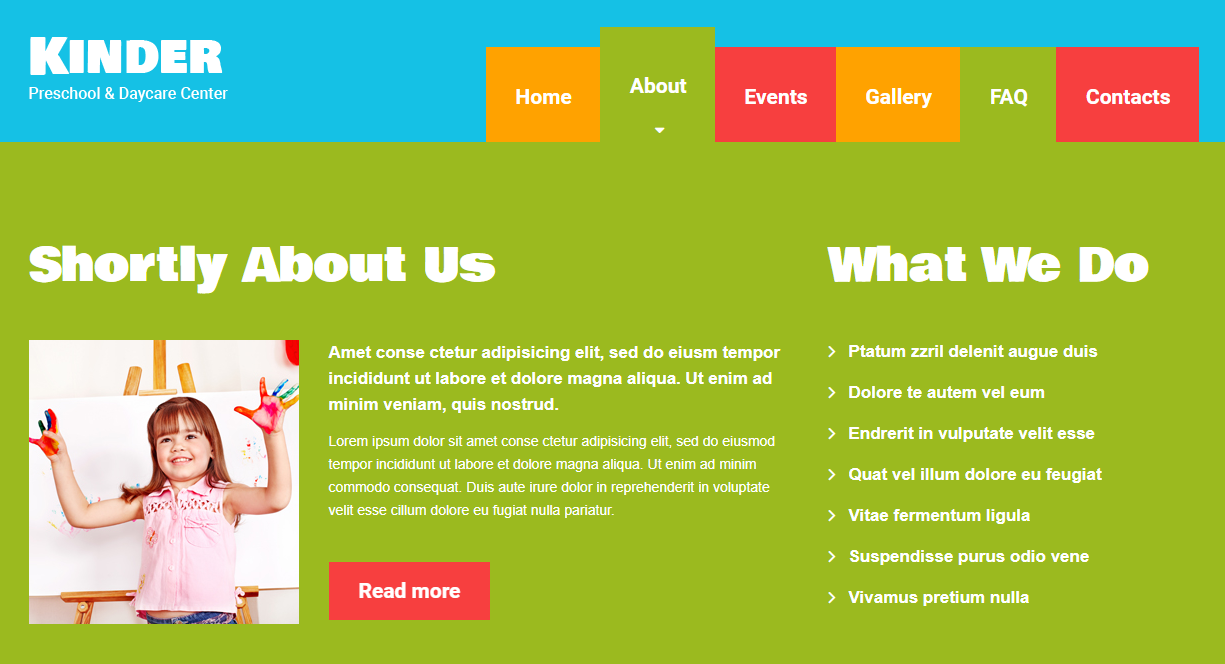 KINDER
Preschool & Daycare Center
Home
About
Events
Gallery
FAQ
Contacts
Shortly About Us
Amet conse ctetur adipisicing elit, sed do eiusm tempor
incididunt ut labore et dolore magna aliqua. Ut enim ad
minim veniam, quis nostrud.
Lorem ipsum dolor sit amet conse ctetur adipisicing elit, sed do eiusmod
tempor incididunt ut labore et dolore magna aliqua. Ut enim ad minim
commodo consequat. Duis aute irure dolor in reprehenderit in voluptate
velit esse cillum dolore eu fugiat nulla pariatur.
Read more
What We Do
Ptatum zzril delenit augue duis
Dolore te autem vel eum
Endrerit in vulputate velit esse
Quat vel illum dolore eu feugiat
Vitae fermentum ligula
Suspendisse purus odio vene
Vivamus pretium nulla